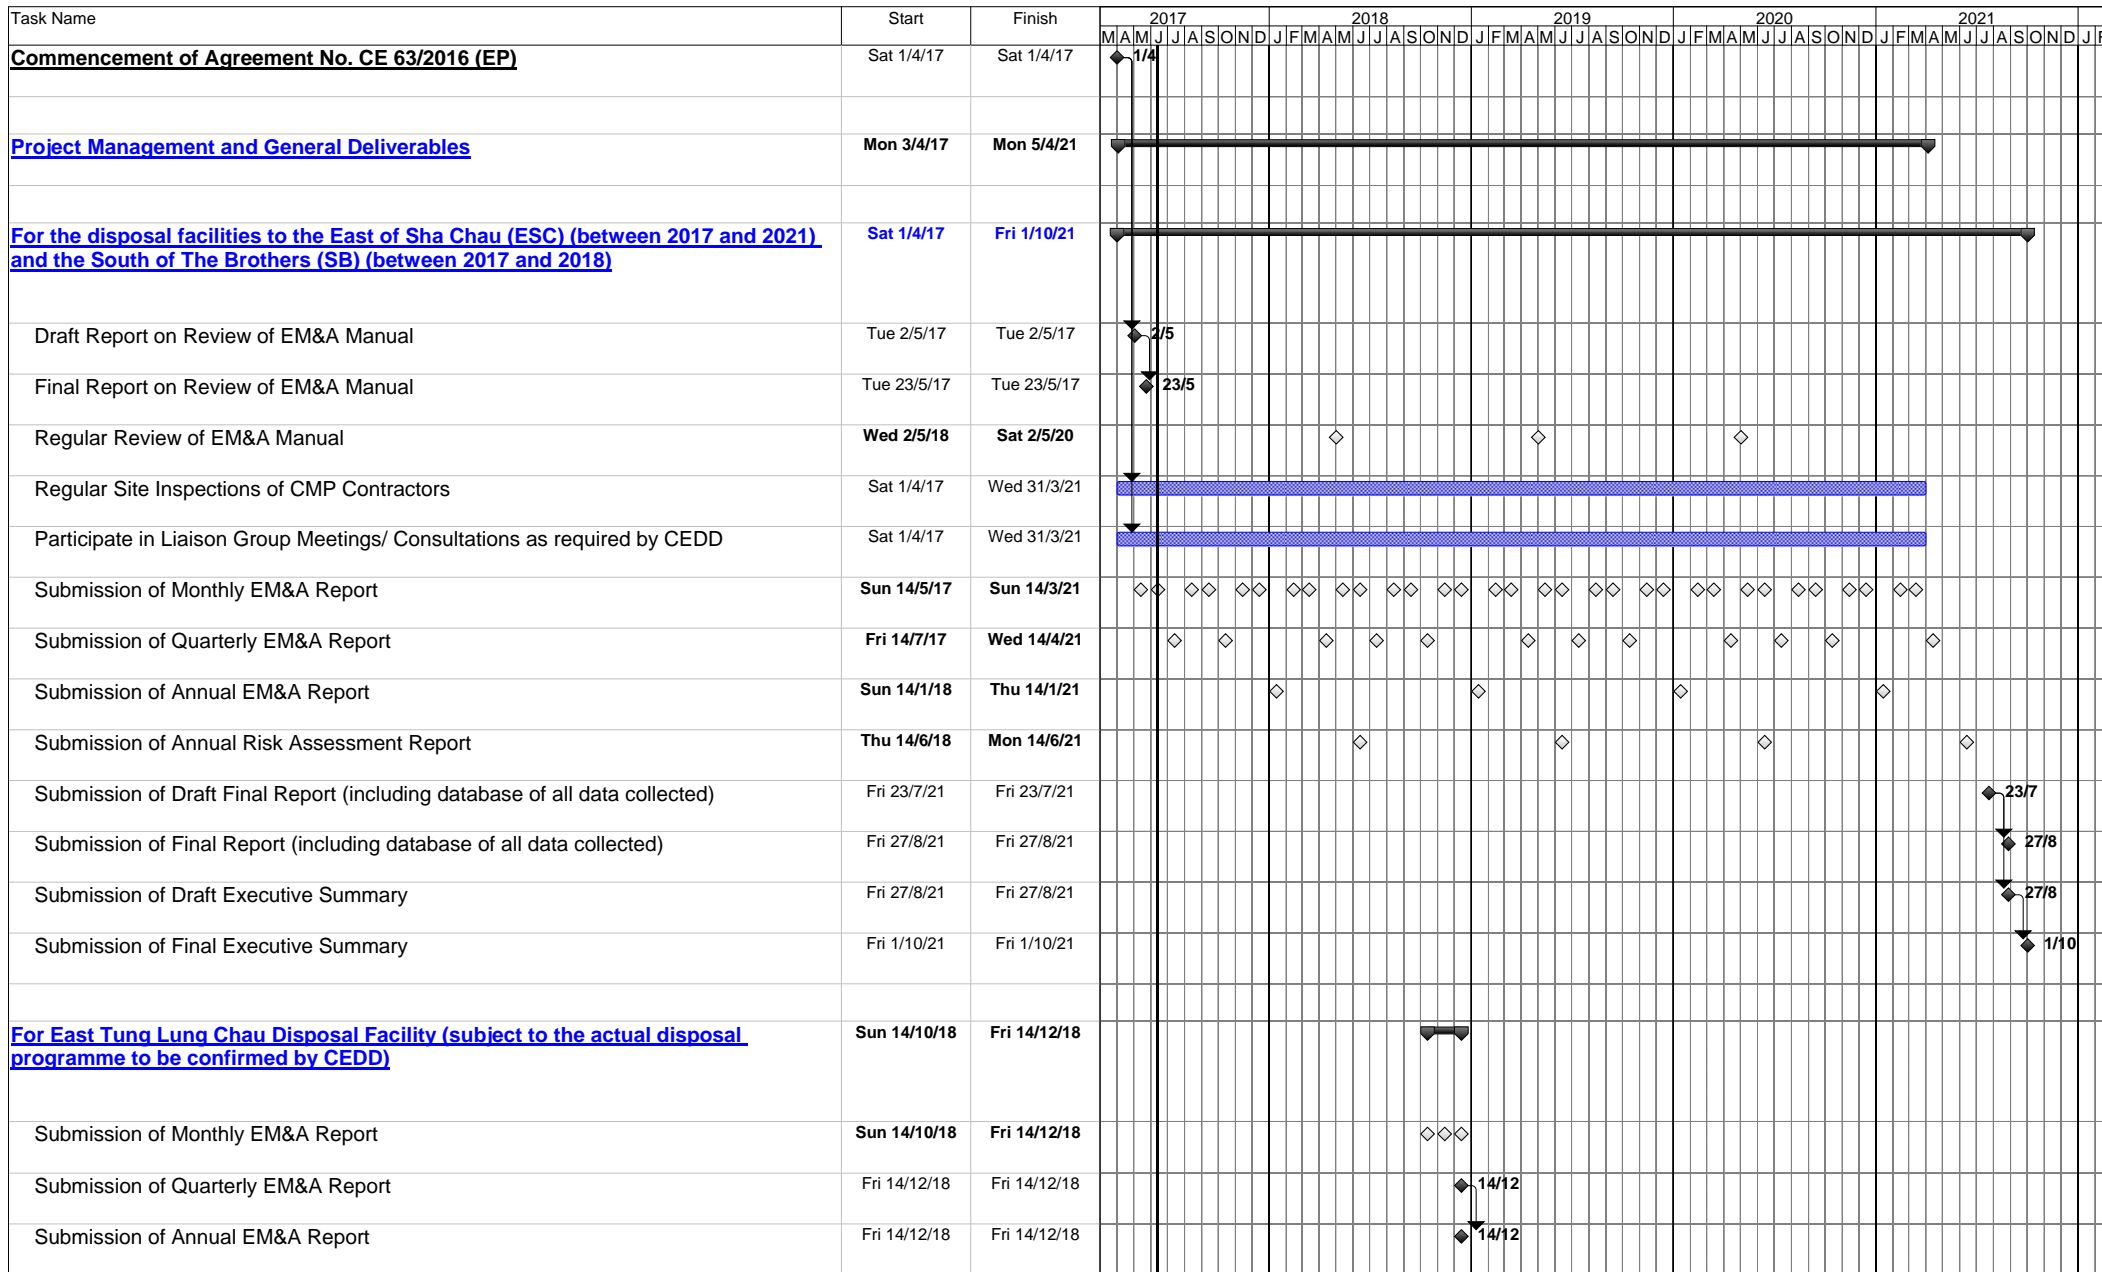 Task Name Start Finish 2017 2018 2019 2020 2021
M A M J J A S O N D J F M A M J J A S O N D J F M A M J J A S O N D J F M A M J J A S O N D J F M A M J J A S O N D J F
Commencement of Agreement No. CE 63/2016 (EP) Sat 1/4/17 Sat 1/4/17 1/4
Project Management and General Deliverables Mon 3/4/17 Mon 5/4/21
For the disposal facilities to the East of Sha Chau (ESC) (between 2017 and 2021) Sat 1/4/17 Fri 1/10/21
and the South of The Brothers (SB) (between 2017 and 2018)
Draft Report on Review of EM&A Manual Tue 2/5/17 Tue 2/5/17 2/5
Final Report on Review of EM&A Manual Tue 23/5/17 Tue 23/5/17 23/5
Regular Review of EM&A Manual Wed 2/5/18 Sat 2/5/20
Regular Site Inspections of CMP Contractors Sat 1/4/17 Wed 31/3/21
Participate in Liaison Group Meetings/ Consultations as required by CEDD Sat 1/4/17 Wed 31/3/21
Submission of Monthly EM&A Report Sun 14/5/17 Sun 14/3/21
Submission of Quarterly EM&A Report Fri 14/7/17 Wed 14/4/21
Submission of Annual EM&A Report Sun 14/1/18 Thu 14/1/21
Submission of Annual Risk Assessment Report Thu 14/6/18 Mon 14/6/21
Submission of Draft Final Report (including database of all data collected) Fri 23/7/21 Fri 23/7/21 23/7
Submission of Final Report (including database of all data collected) Fri 27/8/21 Fri 27/8/21 27/8
Submission of Draft Executive Summary Fri 27/8/21 Fri 27/8/21 27/8
Submission of Final Executive Summary Fri 1/10/21 Fri 1/10/21 1/10
For East Tung Lung Chau Disposal Facility (subject to the actual disposal Sun 14/10/18 Fri 14/12/18
programme to be confirmed by CEDD)
Submission of Monthly EM&A Report Sun 14/10/18 Fri 14/12/18
Submission of Quarterly EM&A Report Fri 14/12/18 Fri 14/12/18 14/12
Submission of Annual EM&A Report Fri 14/12/18 Fri 14/12/18 14/12